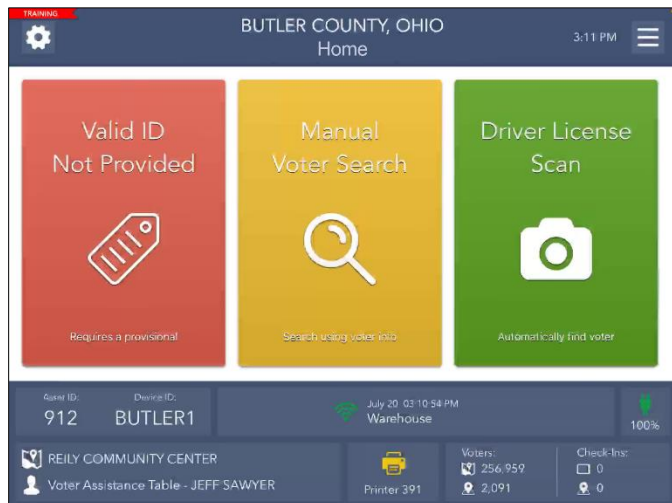 TRAINING
BUTLER COUNTY, OHIO
Home
3:11 PM
Valid ID
Not Provided
Requires a provisional
Manual
Voter Search
Search using voter info
Driver License
Scan
Automatically find voter
Asset ID:
912
Device ID:
BUTLER1
July 20 03:10:54 PM
Warehouse
100%
REILY COMMUNITY CENTER
Voter Assistance Table - JEFF SAWYER
Printer 391
Voters:
256,959
2,091
Check-Ins:
0
0